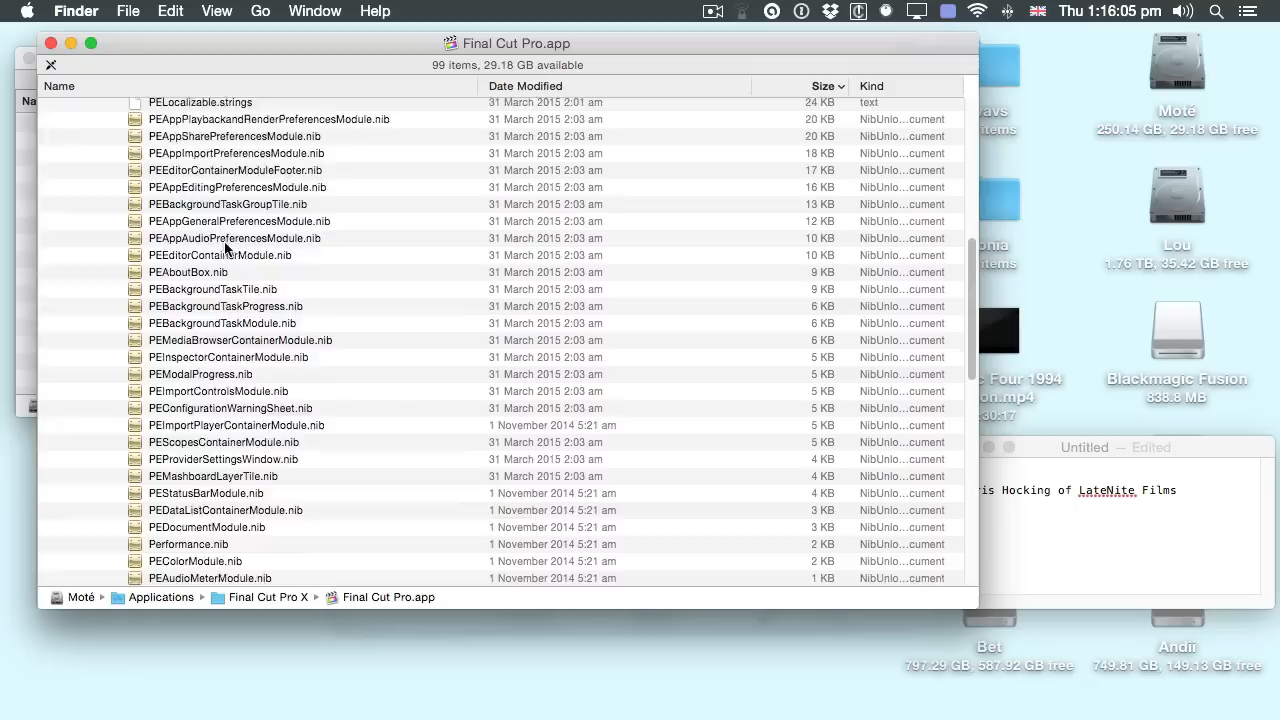 Finder File Edit View Go Window Help Thu 1:16:05 pm
Final Cut Pro.app
99 items, 29.18 GB available
Name Date Modified Size Kind
PELocalizable.strings 31 March 2015 2:01 am 24 KB text
PEAppPlaybackandRenderPreferencesModule.nib 31 March 2015 2:03 am 20 KB NibUnlo...cument
PEAppSharePreferencesModule.nib 31 March 2015 2:03 am 20 KB NibUnlo...cument
PEAppImportPreferencesModule.nib 31 March 2015 2:03 am 18 KB NibUnlo...cument
PEEditorContainerModuleFooter.nib 31 March 2015 2:03 am 17 KB NibUnlo...cument
PEAppEditingPreferencesModule.nib 31 March 2015 2:03 am 16 KB NibUnlo...cument
PEBackgroundTaskGroupTile.nib 31 March 2015 2:03 am 13 KB NibUnlo...cument
PEAppGeneralPreferencesModule.nib 31 March 2015 2:03 am 12 KB NibUnlo...cument
PEAppAudioPreferencesModule.nib 31 March 2015 2:03 am 10 KB NibUnlo...cument
PEEditorContainerModule.nib 31 March 2015 2:03 am 10 KB NibUnlo...cument
PEAboutBox.nib 31 March 2015 2:03 am 9 KB NibUnlo...cument
PEBackgroundTaskTile.nib 31 March 2015 2:03 am 9 KB NibUnlo...cument
PEBackgroundTaskProgress.nib 31 March 2015 2:03 am 6 KB NibUnlo...cument
PEBackgroundTaskModule.nib 31 March 2015 2:03 am 6 KB NibUnlo...cument
PEMediaBrowserContainerModule.nib 31 March 2015 2:03 am 6 KB NibUnlo...cument
PEInspectorContainerModule.nib 31 March 2015 2:03 am 5 KB NibUnlo...cument
PEModalProgress.nib 31 March 2015 2:03 am 5 KB NibUnlo...cument
PEImportControlsModule.nib 31 March 2015 2:03 am 5 KB NibUnlo...cument
PEConfigurationWarningSheet.nib 31 March 2015 2:03 am 5 KB NibUnlo...cument
PEImportPlayerContainerModule.nib 1 November 2014 5:21 am 5 KB NibUnlo...cument
PEScopesContainerModule.nib 31 March 2015 2:03 am 5 KB NibUnlo...cument
PEProviderSettingsWindow.nib 31 March 2015 2:03 am 4 KB NibUnlo...cument
PEMashboardLayerTile.nib 31 March 2015 2:03 am 4 KB NibUnlo...cument
PEStatusBarModule.nib 1 November 2014 5:21 am 4 KB NibUnlo...cument
PEDataListContainerModule.nib 1 November 2014 5:21 am 3 KB NibUnlo...cument
PEDocumentModule.nib 1 November 2014 5:21 am 3 KB NibUnlo...cument
Performance.nib 1 November 2014 5:21 am 2 KB NibUnlo...cument
PEColorModule.nib 1 November 2014 5:21 am 2 KB NibUnlo...cument
PEAudioMeterModule.nib 1 November 2014 5:21 am 1 KB NibUnlo...cument
Moté Applications Final Cut Pro X Final Cut Pro.app
Na
avs
items
Moté
250.14 GB, 29.18 GB free
onia
items
Lou
1.76 TB, 35.42 GB free
c Four 1994
on.mp4
:30:17
Blackmagic Fusion
838.8 MB
Untitled — Edited
ris Hocking of LateNite Films
Bet
797.29 GB, 587.92 GB free
Andii
749.81 GB, 149.13 GB free